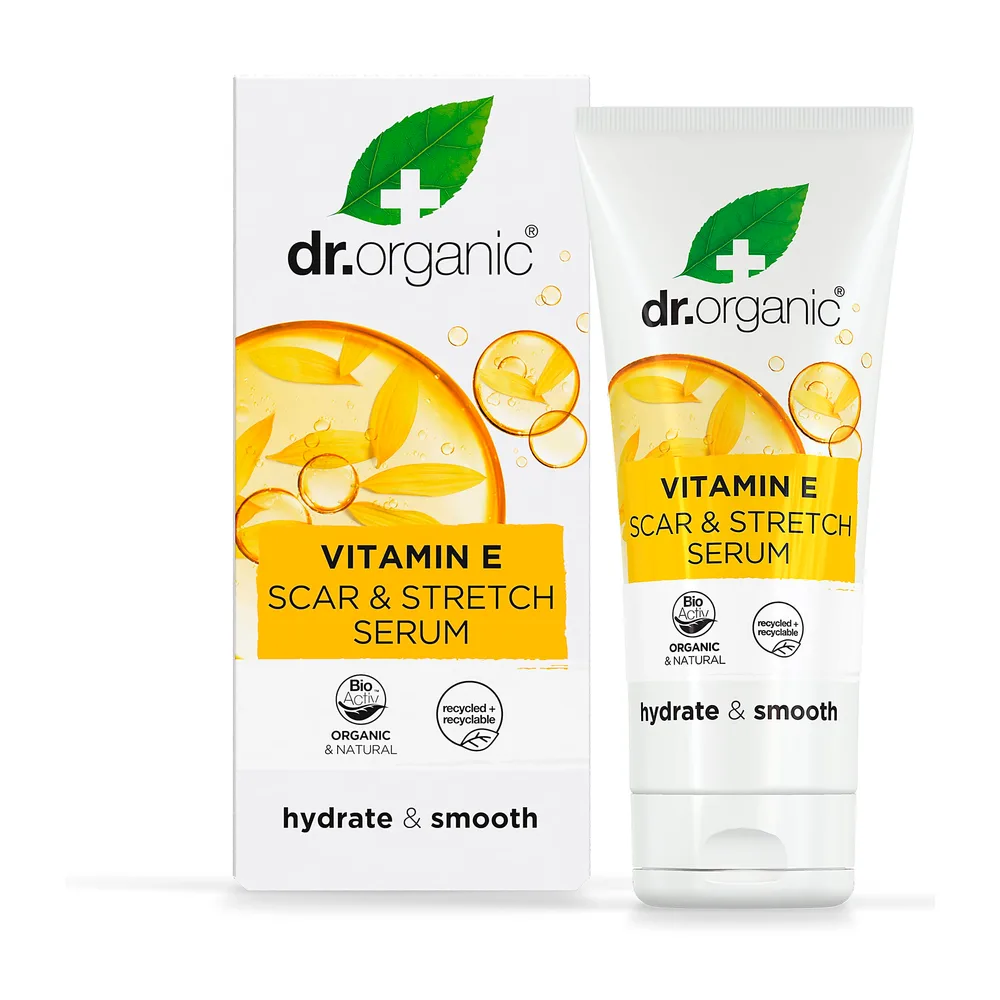 dr.organic®
VITAMIN E
SCAR & STRETCH
SERUM
Bio
Activ™
ORGANIC
& NATURAL
recycled +
recyclable
hydrate & smooth
dr.organic®
VITAMIN E
SCAR & STRETCH
SERUM
Bio
Activ
ORGANIC
& NATURAL
recycled +
recyclable
hydrate & smooth